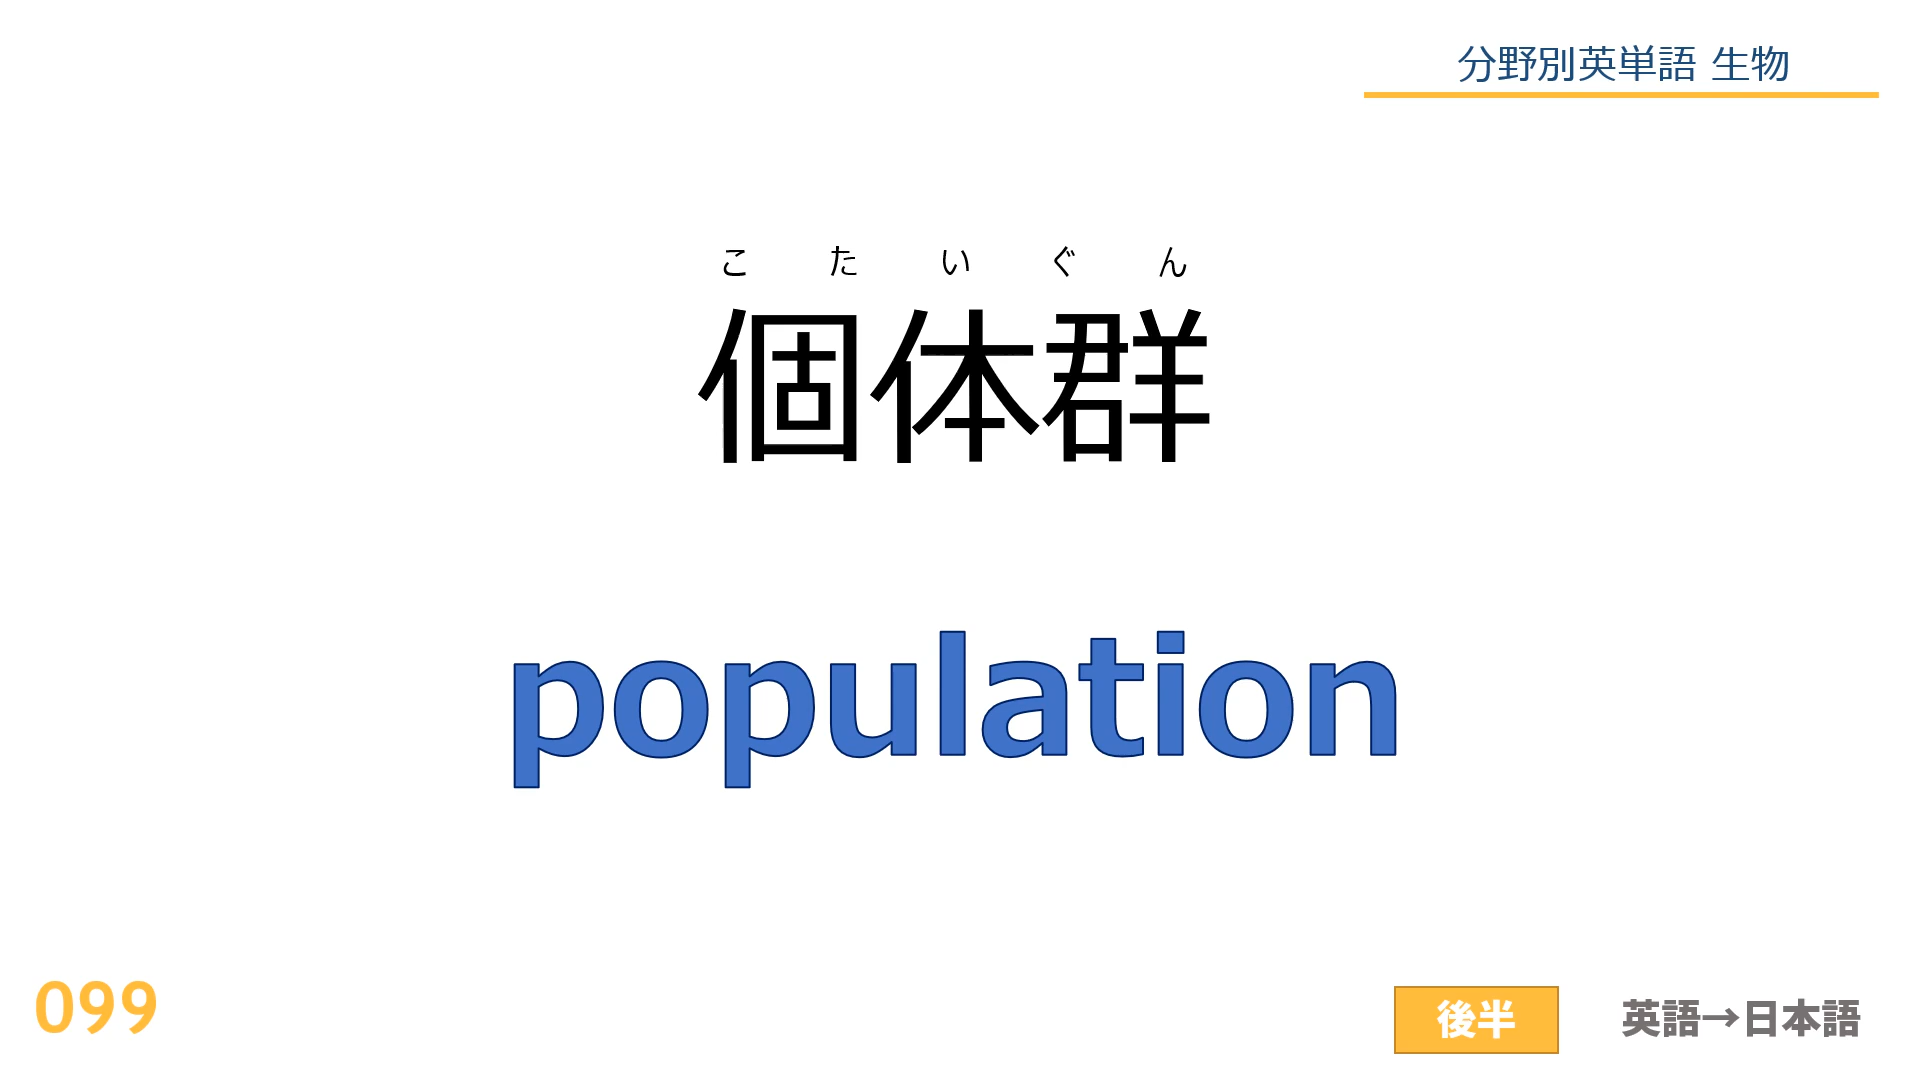 分野別英単語 生物
こたいぐん
個体群
population
099
後半
英語→日本語